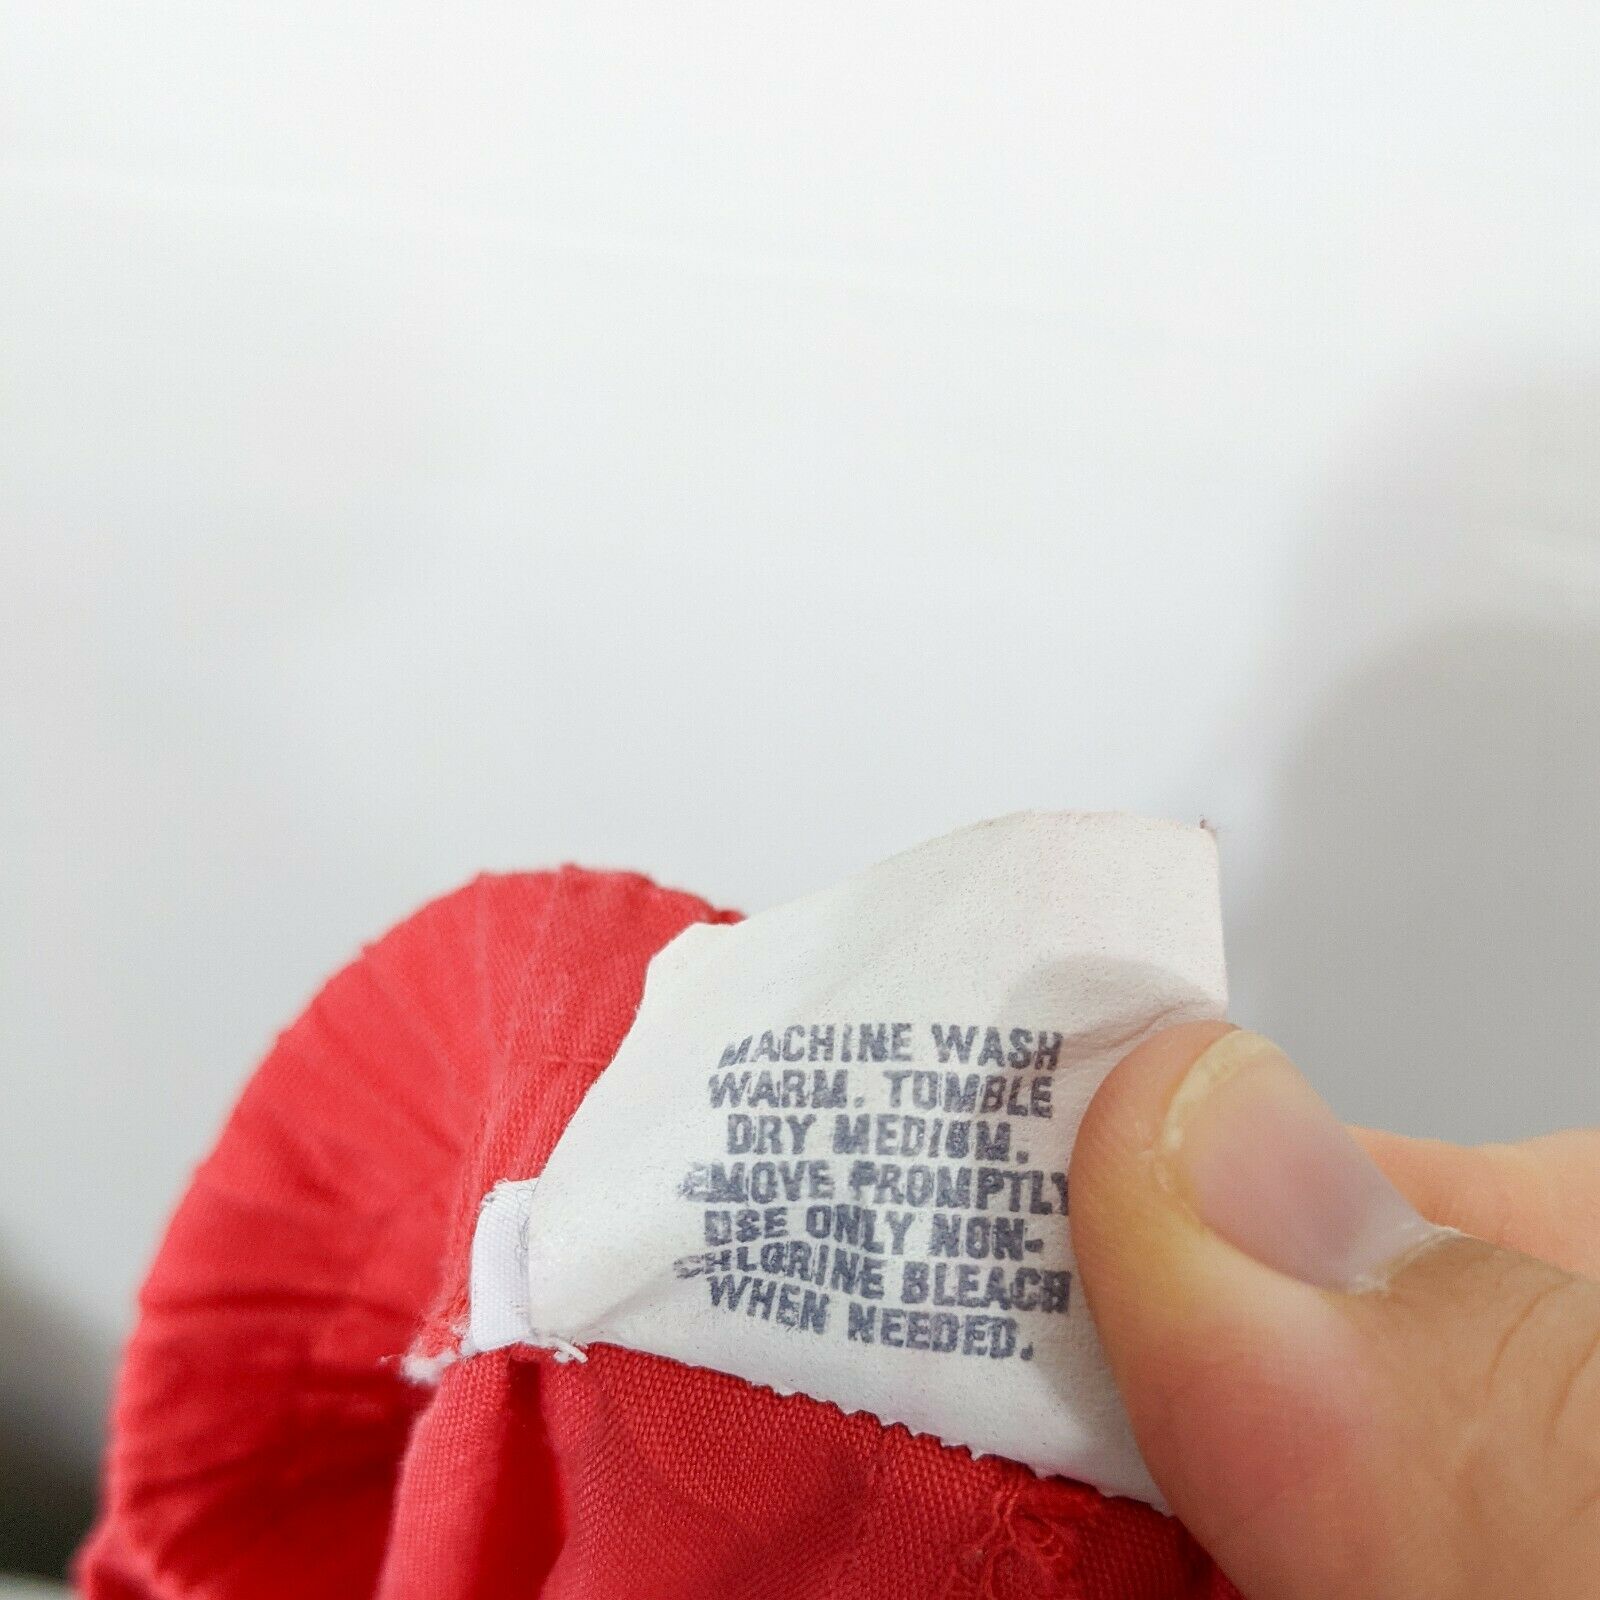 MACHINE WASH
WARM. TUMBLE
DRY MEDIUM.
EMOVE PROMPTLY
USE ONLY NON-
CHLORINE BLEACH
WHEN NEEDED.